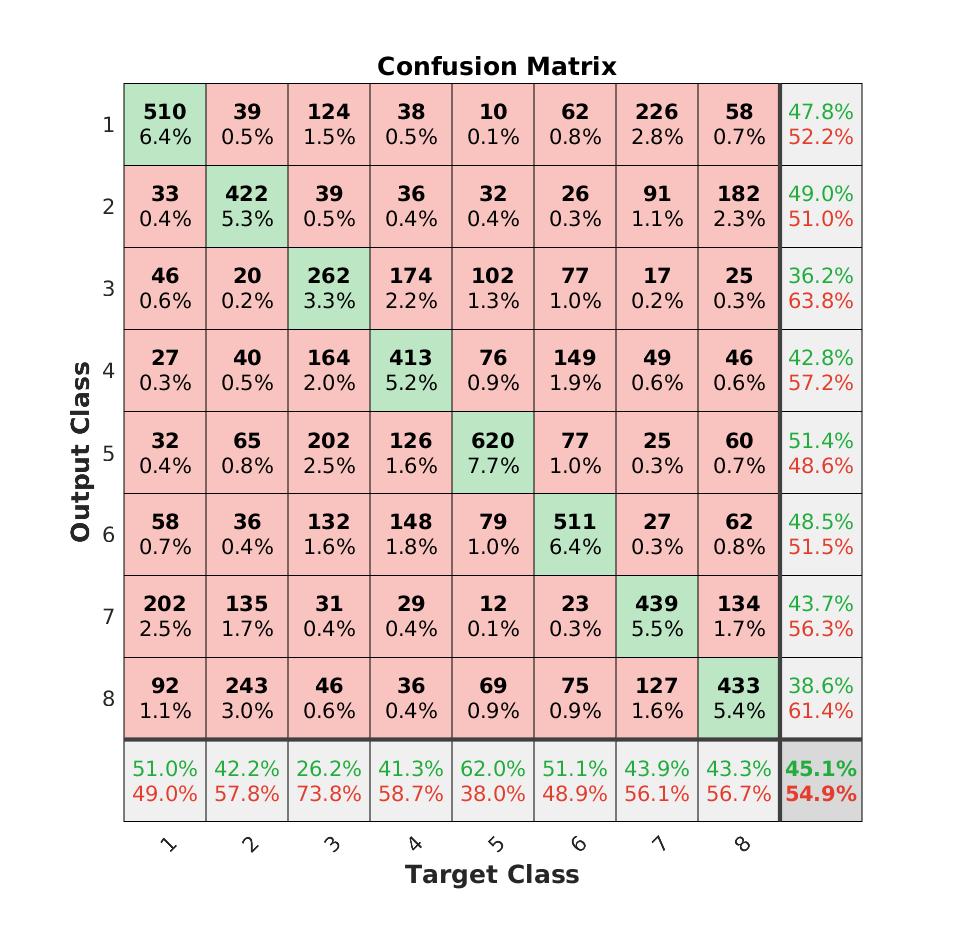 Confusion Matrix
510 39 124 38 10 62 226 58 47.8%
1
6.4% 0.5% 1.5% 0.5% 0.1% 0.8% 2.8% 0.7% 52.2%
33 422 39 36 32 26 91 182 49.0%
2
0.4% 5.3% 0.5% 0.4% 0.4% 0.3% 1.1% 2.3% 51.0%
46 20 262 174 102 77 17 25 36.2%
3
0.6% 0.2% 3.3% 2.2% 1.3% 1.0% 0.2% 0.3% 63.8%
27 40 164 413 76 149 49 46 42.8%
4
0.3% 0.5% 2.0% 5.2% 0.9% 1.9% 0.6% 0.6% 57.2%
32 65 202 126 620 77 25 60 51.4%
5
0.4% 0.8% 2.5% 1.6% 7.7% 1.0% 0.3% 0.7% 48.6%
58 36 132 148 79 511 27 62 48.5%
6
0.7% 0.4% 1.6% 1.8% 1.0% 6.4% 0.3% 0.8% 51.5%
202 135 31 29 12 23 439 134 43.7%
7
2.5% 1.7% 0.4% 0.4% 0.1% 0.3% 5.5% 1.7% 56.3%
92 243 46 36 69 75 127 433 38.6%
8
1.1% 3.0% 0.6% 0.4% 0.9% 0.9% 1.6% 5.4% 61.4%
51.0% 42.2% 26.2% 41.3% 62.0% 51.1% 43.9% 43.3% 45.1%
49.0% 57.8% 73.8% 58.7% 38.0% 48.9% 56.1% 56.7% 54.9%
1 2 3 4 5 6 7 8
Target Class
Output Class